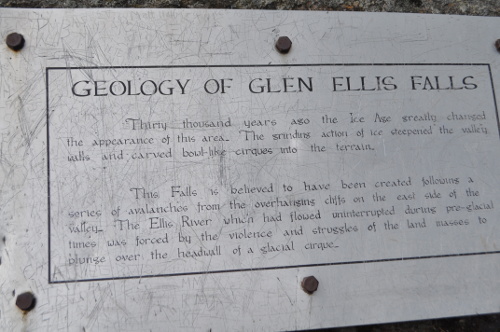 GEOLOGY OF GLEN ELLIS FALLS
Thirty thousand years ago the Ice Age greatly changed
the appearance of this area. The grinding action of ice steepened the valley
walls and carved bowl-like cirques into the terrain.
This Falls is believed to have been created following a
series of avalanches from the overhanging cliffs on the east side of the
valley. The Ellis River which had flowed uninterrupted during pre-glacial
times was forced by the violence and struggles of the land masses to
plunge over the headwall of a glacial cirque.